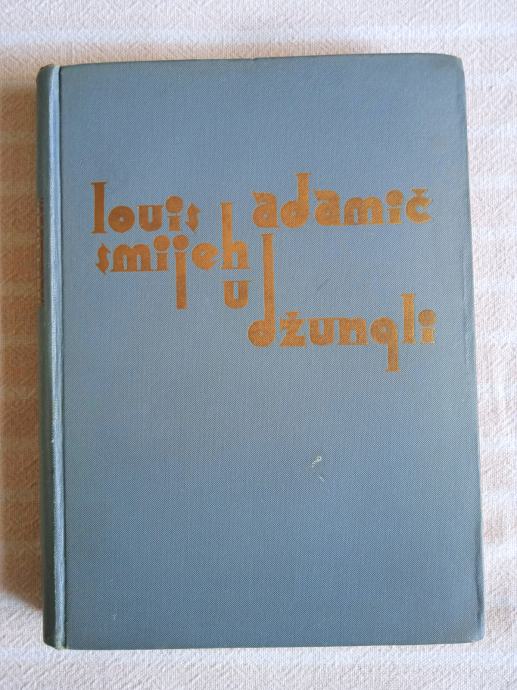 louis adamič
smijeh
u
džungli